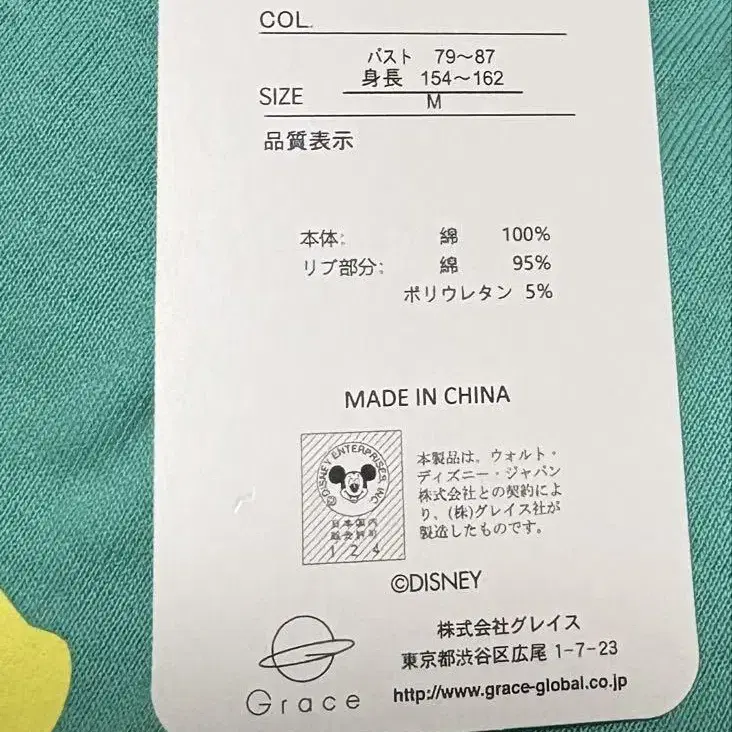 COL.
バスト 79～87
身長 154～162
SIZE
M
品質表示
本体: 綿 100%
リブ部分: 綿 95%
ポリウレタン 5%
MADE IN CHINA
©DISNEY ENTERPRISES, INC.
日本国内
販売許可
1 2 4
本製品は、ウォルト・
ディズニー・ジャパン
株式会社との契約によ
り、(株)グレイス社が
製造したものです。
©DISNEY
Grace
株式会社グレイス
東京都渋谷区広尾 1-7-23
http://www.grace-global.co.jp